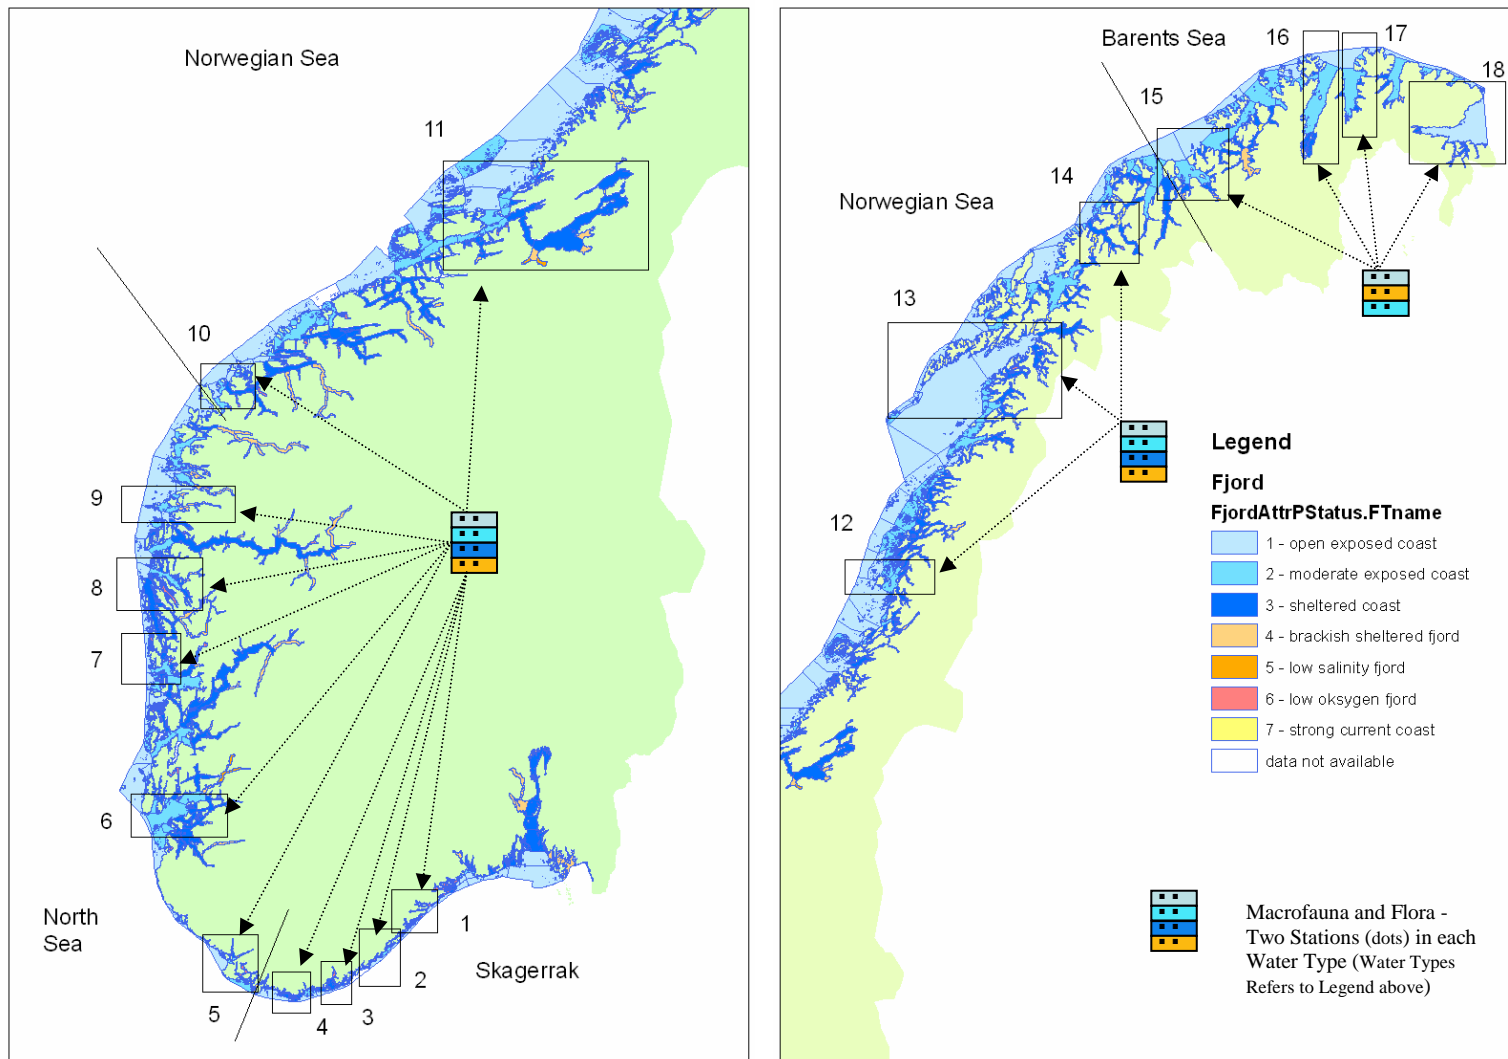 Norwegian Sea
11
10
9
8
7
6
North
Sea
5
4
3
2
1
Skagerrak
Barents Sea
16
17
18
15
14
Norwegian Sea
13
12
Legend
Fjord
FjordAttrPStatus.FTname
1 - open exposed coast
2 - moderate exposed coast
3 - sheltered coast
4 - brackish sheltered fjord
5 - low salinity fjord
6 - low oksygen fjord
7 - strong current coast
data not available
Macrofauna and Flora -
Two Stations (dots) in each
Water Type (Water Types
Refers to Legend above)